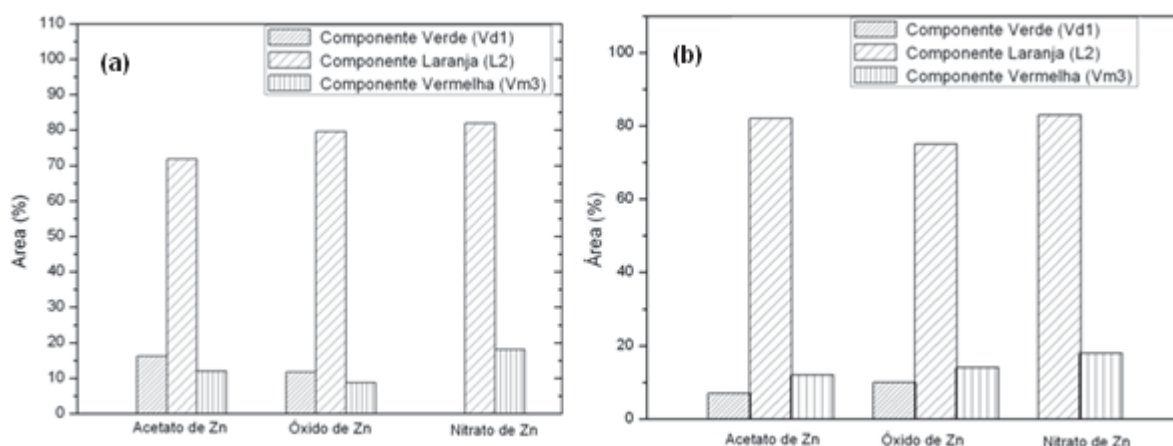 (a)
Componente Verde (Vd1)
Componente Laranja (L2)
Componente Vermelha (Vm3)
110
100
90
80
70
60
50
40
30
20
10
0
Área (%)
Acetato de Zn
Óxido de Zn
Nitrato de Zn
(b)
Componente Verde (Vd1)
Componente Laranja (L2)
Componente Vermelha (Vm3)
100
80
60
40
20
0
Área (%)
Acetato de Zn
Óxido de Zn
Nitrato de Zn